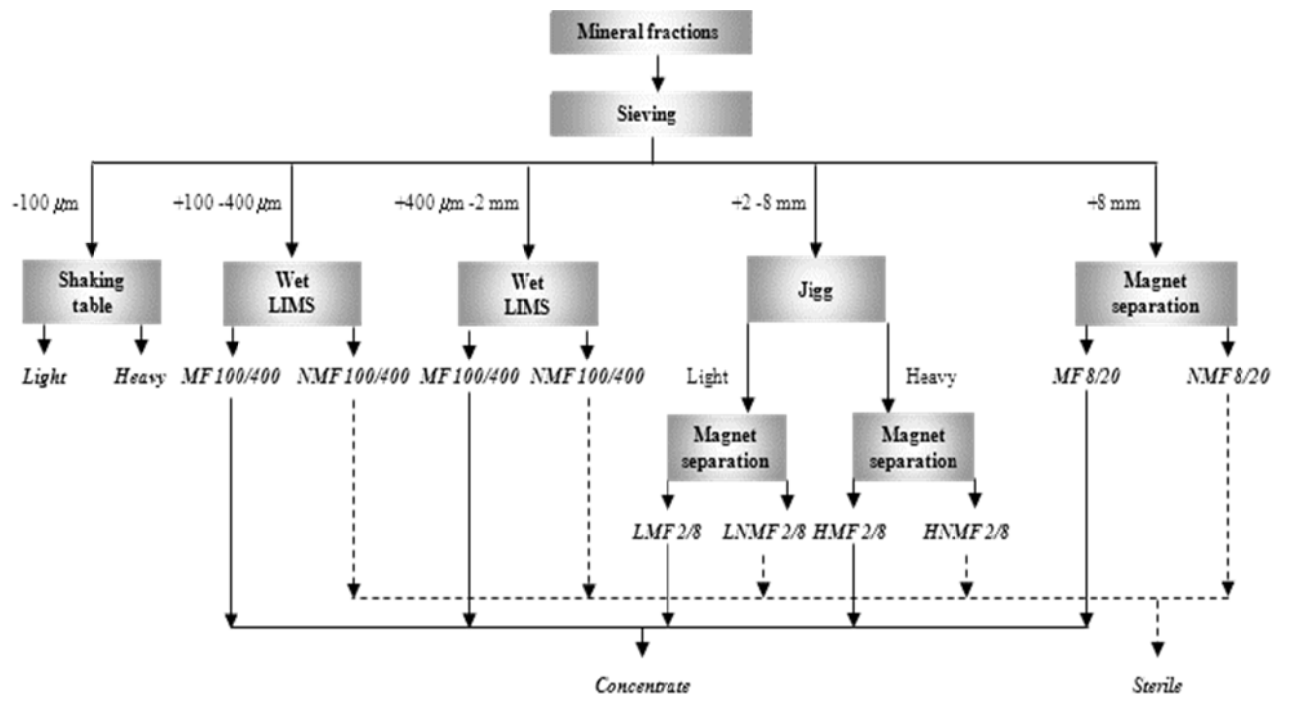 Mineral fractions
Sieving
-100 µm
+100 -400 µm
+400 µm -2 mm
+2 -8 mm
+8 mm
Shaking
table
Wet
LIMS
Wet
LIMS
Jigg
Magnet
separation
Light
Heavy
MF 100/400
NMF 100/400
MF 100/400
NMF 100/400
Light
Heavy
MF 8/20
NMF 8/20
Magnet
separation
Magnet
separation
LMF 2/8
LNMF 2/8
HMF 2/8
HNMF 2/8
Concentrate
Sterile